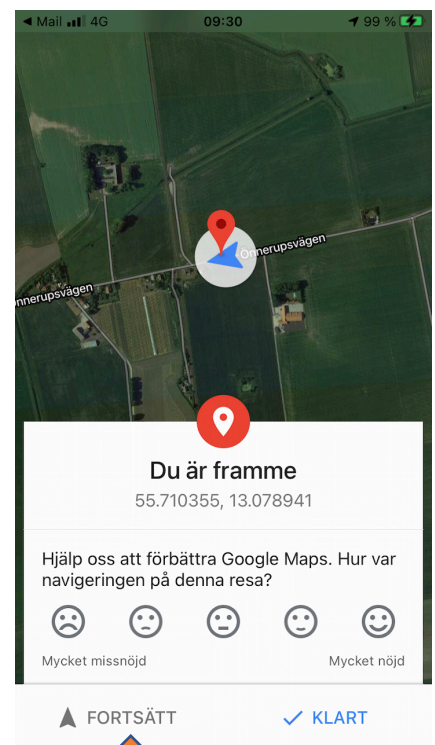 Mail 4G 09:30 99 %
Önnerupsvägen
nnerupsvägen
Du är framme
55.710355, 13.078941
Hjälp oss att förbättra Google Maps. Hur var
navigeringen på denna resa?
Mycket missnöjd Mycket nöjd
FORTSÄTT KLART